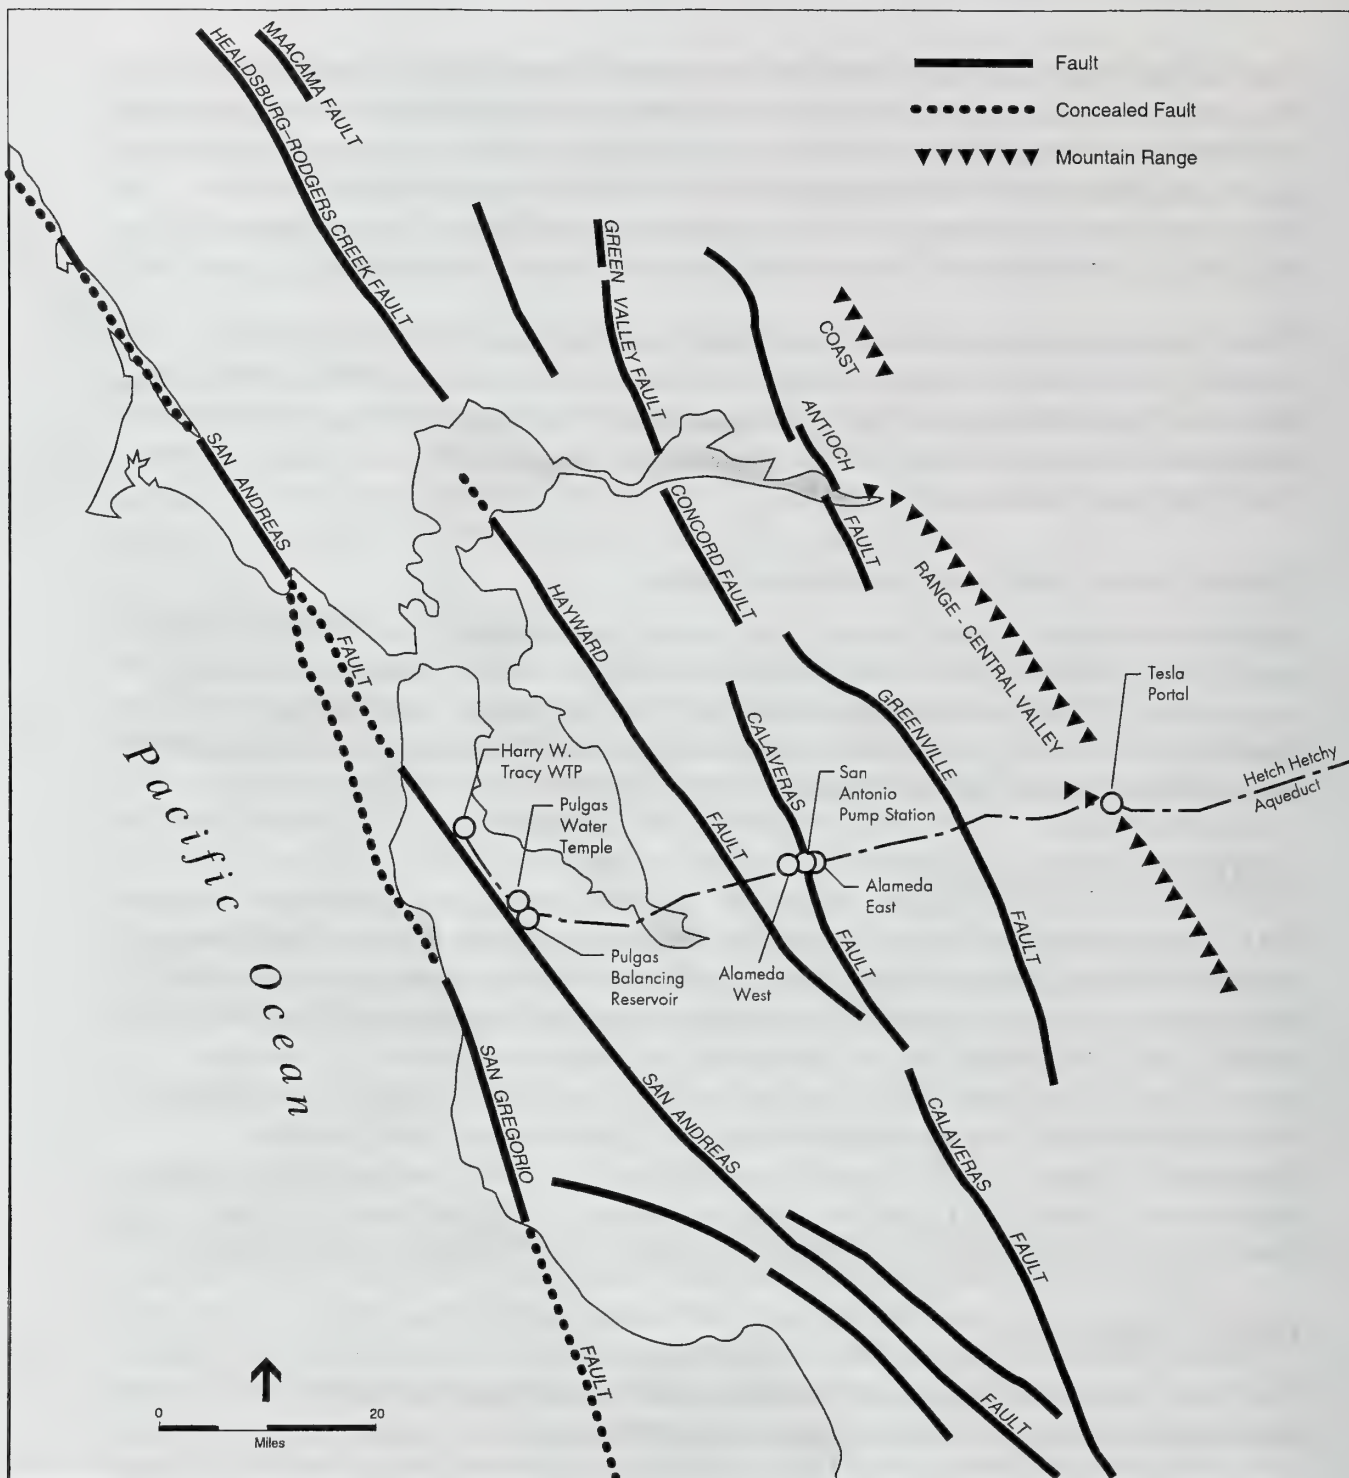 MAACAMA FAULT
HEALDSBURG–RODGERS CREEK FAULT
Fault
Concealed Fault
Mountain Range
GREEN VALLEY FAULT
COAST
RANGE - CENTRAL VALLEY
ANTIOCH
FAULT
SAN ANDREAS
FAULT
CONCORD FAULT
HAYWARD
FAULT
GREENVILLE
FAULT
CALAVERAS
FAULT
Tesla
Portal
Hetch Hetchy
Aqueduct
Harry W.
Tracy WTP
Pulgas
Water
Temple
San
Antonio
Pump Station
Alameda
East
Alameda
West
Pulgas
Balancing
Reservoir
Pacific Ocean
SAN GREGORIO
FAULT
SAN ANDREAS
FAULT
CALAVERAS
FAULT
0 20
Miles